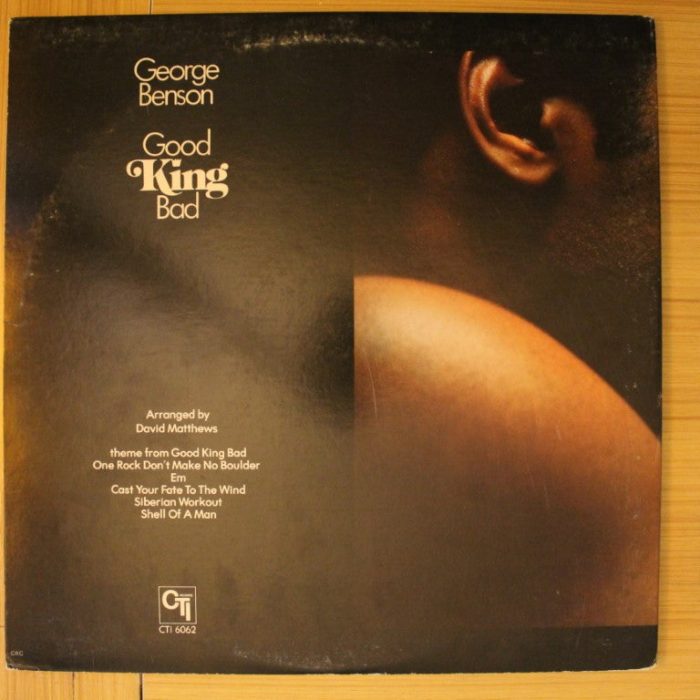 George
Benson
Good
King
Bad
Arranged by
David Matthews
theme from Good King Bad
One Rock Don't Make No Boulder
Em
Cast Your Fate To The Wind
Siberian Workout
Shell Of A Man
CTI
CTI 6062